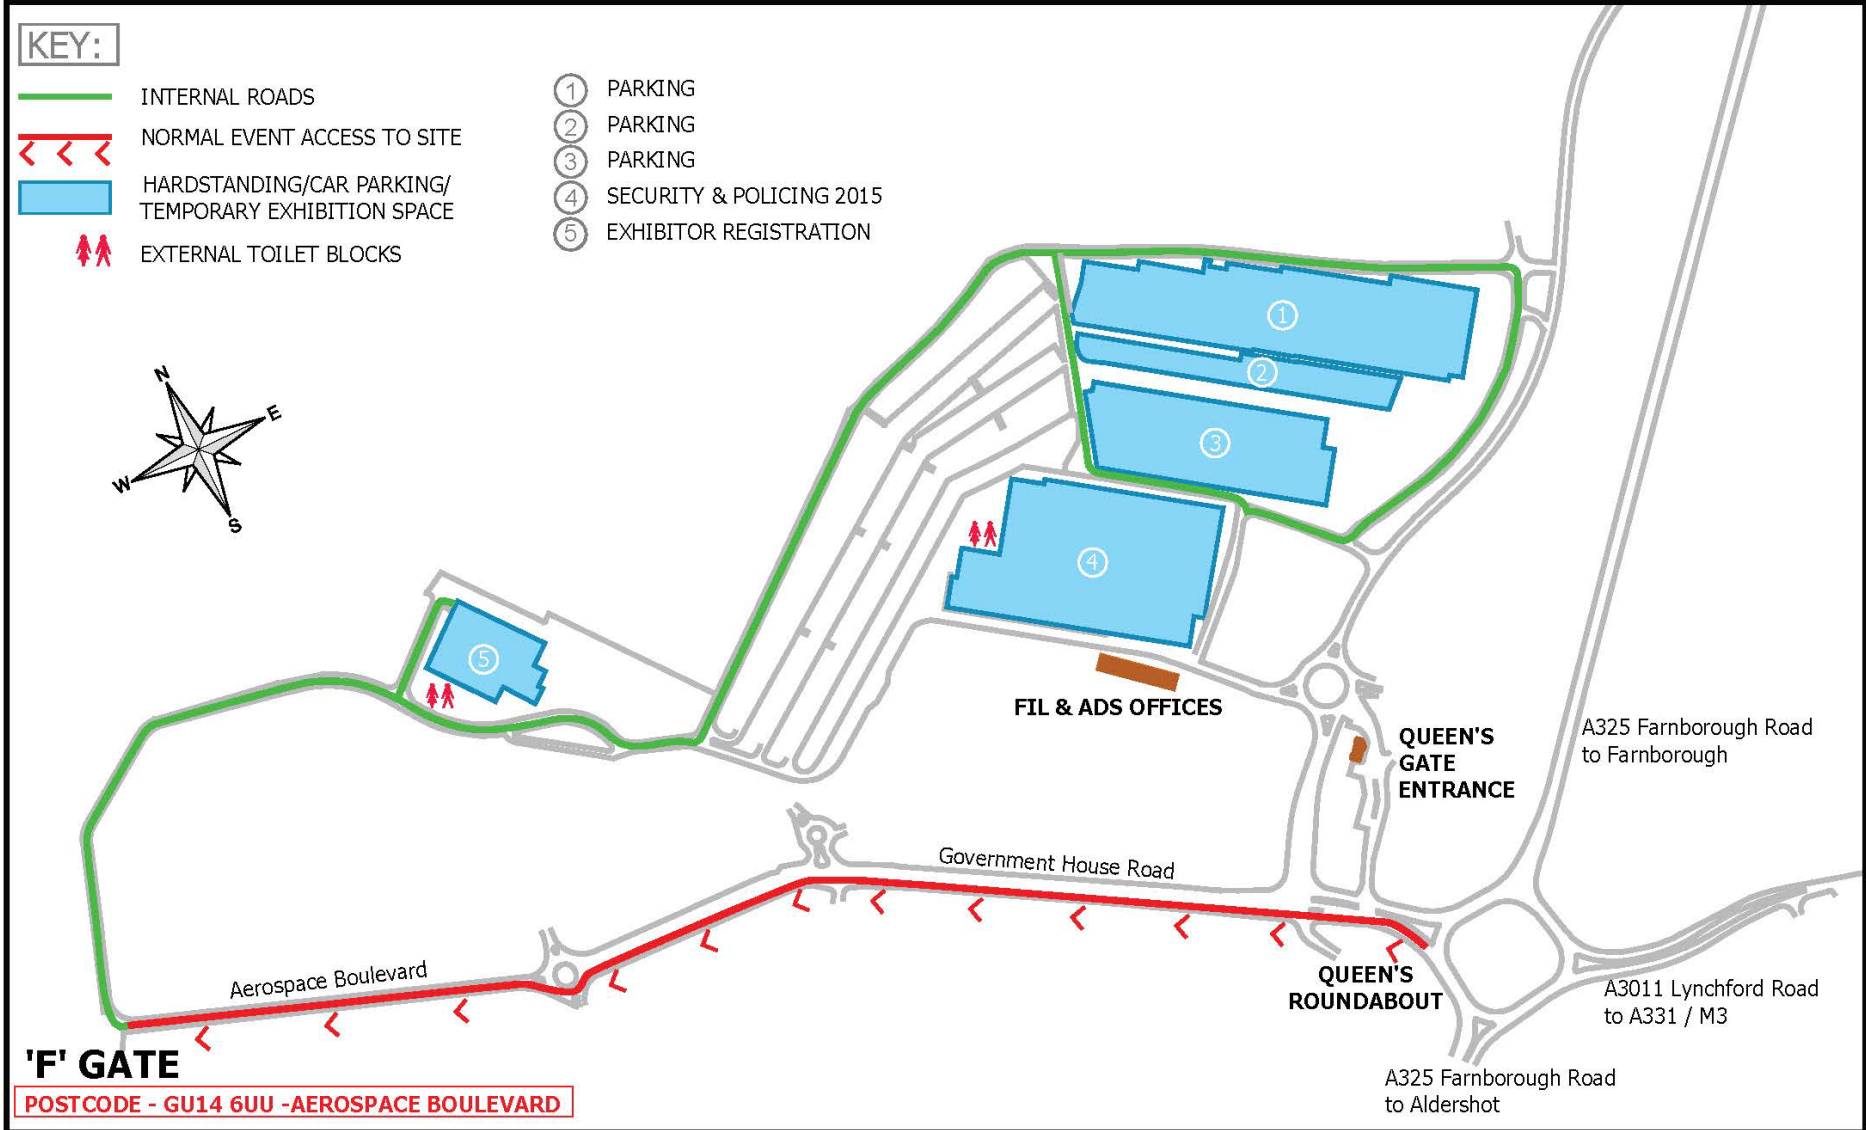 KEY:
INTERNAL ROADS
NORMAL EVENT ACCESS TO SITE
HARDSTANDING/CAR PARKING/
TEMPORARY EXHIBITION SPACE
EXTERNAL TOILET BLOCKS
1 PARKING
2 PARKING
3 PARKING
4 SECURITY & POLICING 2015
5 EXHIBITOR REGISTRATION
N
E
W
S
1
2
3
4
5
FIL & ADS OFFICES
QUEEN'S
GATE
ENTRANCE
A325 Farnborough Road
to Farnborough
Government House Road
Aerospace Boulevard
QUEEN'S
ROUNDABOUT
A3011 Lynchford Road
to A331 / M3
A325 Farnborough Road
to Aldershot
'F' GATE
POSTCODE - GU14 6UU -AEROSPACE BOULEVARD